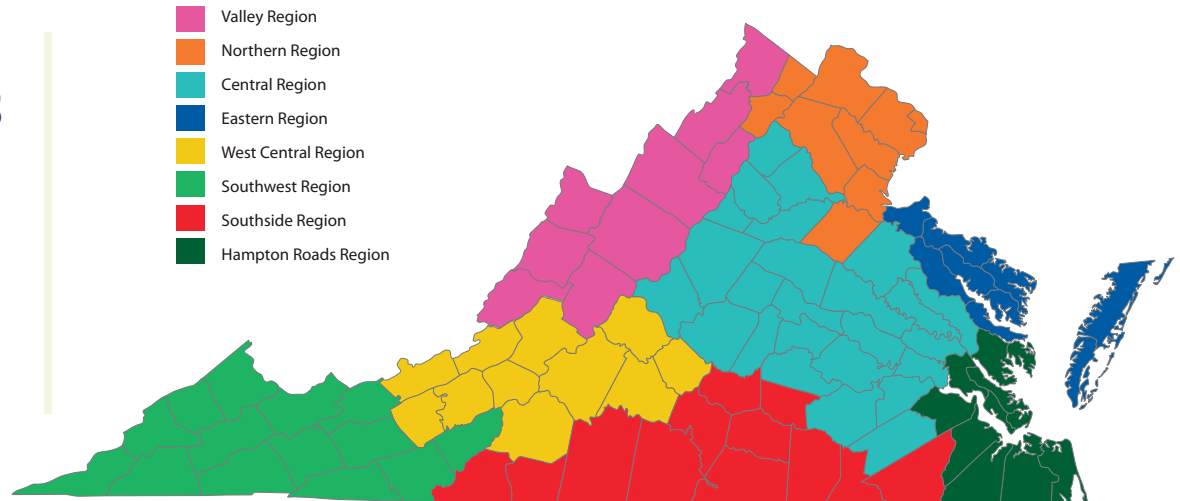 Valley Region
Northern Region
Central Region
Eastern Region
West Central Region
Southwest Region
Southside Region
Hampton Roads Region